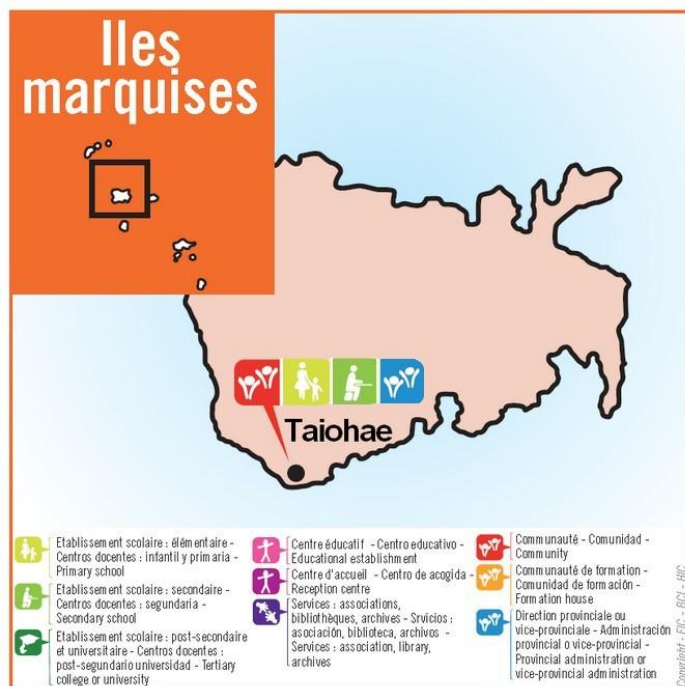 Iles
marquises
Taiohae
Etablissement scolaire : élémentaire -
Centros docentes : infantil y primaria -
Primary school
Etablissement scolaire : secondaire -
Centros docentes : segundaria -
Secondary school
Etablissement scolaire : post-secondaire
et universitaire - Centros docentes :
post-segundario universidad - Tertiary
college or university
Centre éducatif - Centro educativo -
Educational establishment
Centre d'accueil - Centro de acogida -
Reception centre
Services : associations,
bibliothèques, archives - Srvicios :
asociación, biblioteca, archivos -
Services : association, library,
archives
Communauté - Comunidad -
Community
Communauté de formation -
Comunidad de formación -
Formation house
Direction provinciale ou
vice-provinciale - Administración
provincial o vice-provincial -
Provincial administration or
vice-provincial administration
Copyright - FIC - BCI - HIC